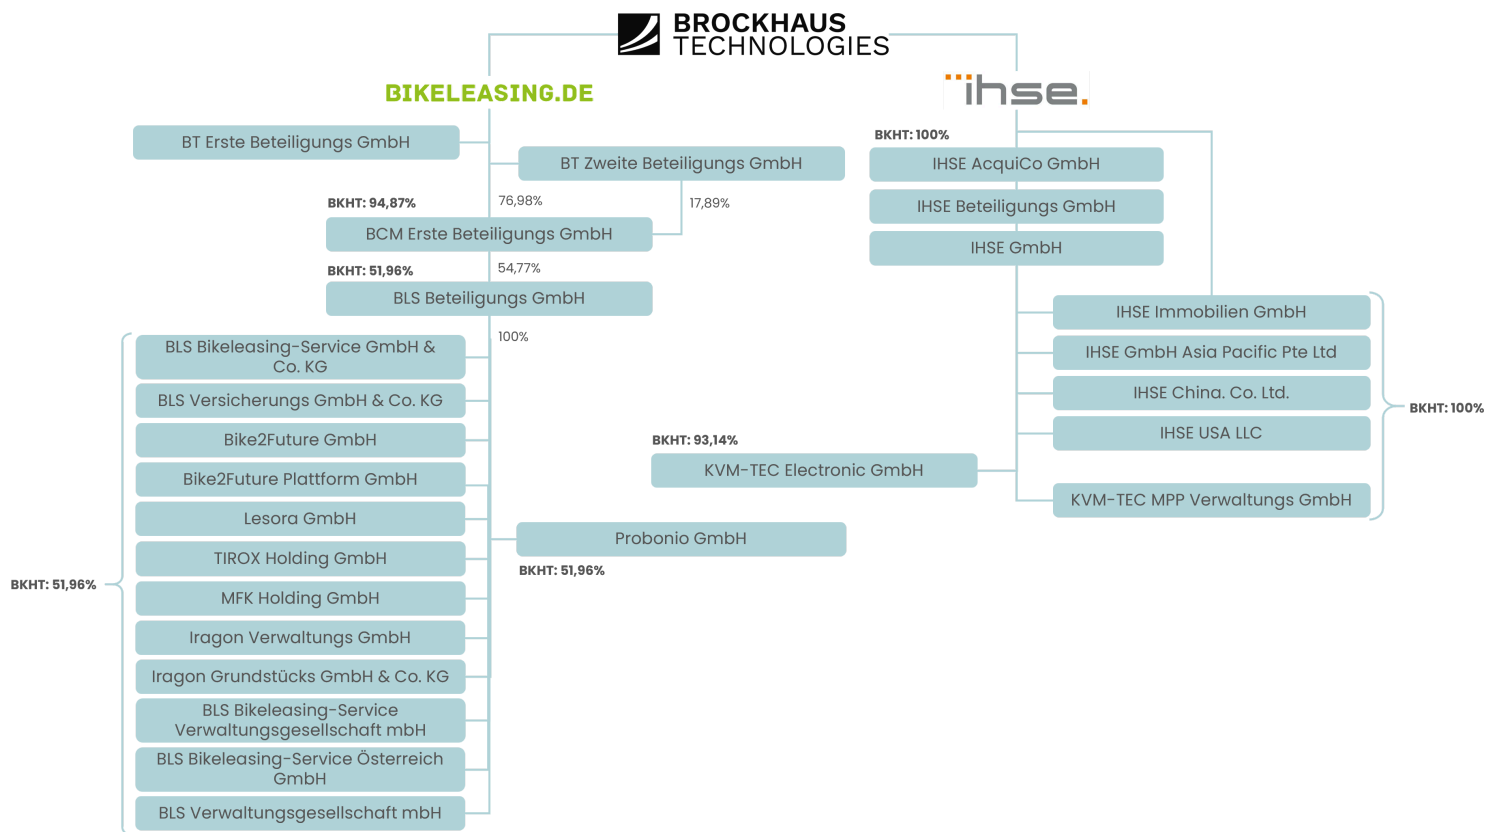 BROCKHAUS
TECHNOLOGIES
BIKELEASING.DE
BT Erste Beteiligungs GmbH
BT Zweite Beteiligungs GmbH
BKHT: 94,87%
76,98%
17,89%
BCM Erste Beteiligungs GmbH
BKHT: 51,96%
54,77%
BLS Beteiligungs GmbH
100%
BLS Bikeleasing-Service GmbH &
Co. KG
BLS Versicherungs GmbH & Co. KG
Bike2Future GmbH
Bike2Future Plattform GmbH
Lesora GmbH
TIROX Holding GmbH
MFK Holding GmbH
Iragon Verwaltungs GmbH
Iragon Grundstücks GmbH & Co. KG
BLS Bikeleasing-Service
Verwaltungsgesellschaft mbH
BLS Bikeleasing-Service Österreich
GmbH
BLS Verwaltungsgesellschaft mbH
BKHT: 51,96%
Probonio GmbH
BKHT: 51,96%
ihse.
BKHT: 100%
IHSE AcquiCo GmbH
IHSE Beteiligungs GmbH
IHSE GmbH
IHSE Immobilien GmbH
IHSE GmbH Asia Pacific Pte Ltd
IHSE China. Co. Ltd.
IHSE USA LLC
BKHT: 93,14%
KVM-TEC Electronic GmbH
KVM-TEC MPP Verwaltungs GmbH
BKHT: 100%